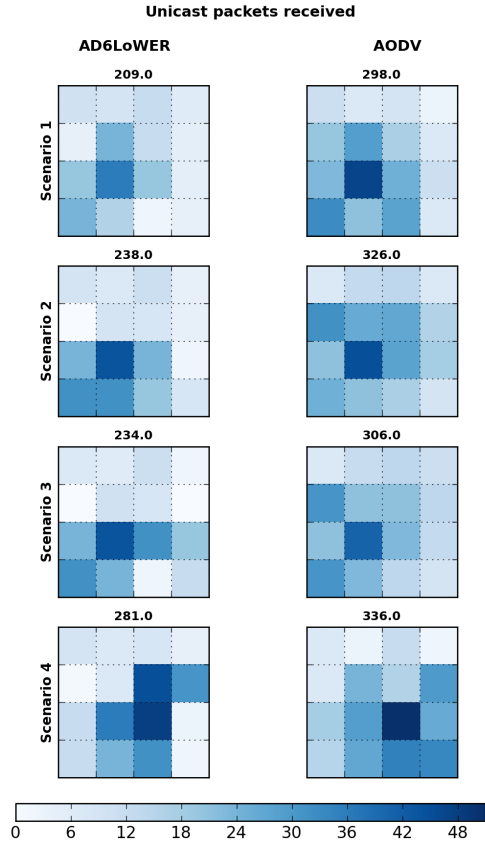 Unicast packets received
AD6LoWER AODV
209.0 298.0
Scenario 1
238.0 326.0
Scenario 2
234.0 306.0
Scenario 3
281.0 336.0
Scenario 4
0 6 12 18 24 30 36 42 48